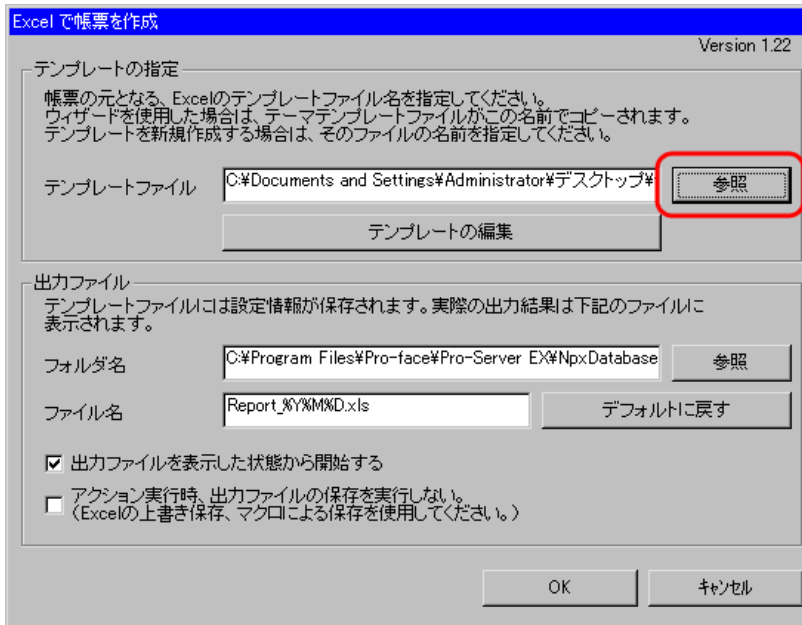 Excel で帳票を作成
Version 1.22
テンプレートの指定
帳票の元となる、Excelのテンプレートファイル名を指定してください。
ウィザードを使用した場合は、テーマテンプレートファイルがこの名前でコピーされます。
テンプレートを新規作成する場合は、そのファイルの名前を指定してください。
テンプレートファイル C:¥Documents and Settings¥Administrator¥デスクトップ¥ 参照
テンプレートの編集
出力ファイル
テンプレートファイルには設定情報が保存されます。実際の出力結果は下記のファイルに
表示されます。
フォルダ名 C:¥Program Files¥Pro-face¥Pro-Server EX¥NpxDatabase 参照
ファイル名 Report_%Y%M%D.xls デフォルトに戻す
出力ファイルを表示した状態から開始する
アクション実行時、出力ファイルの保存を実行しない。
（Excelの上書き保存、マクロによる保存を使用してください。）
OK キャンセル